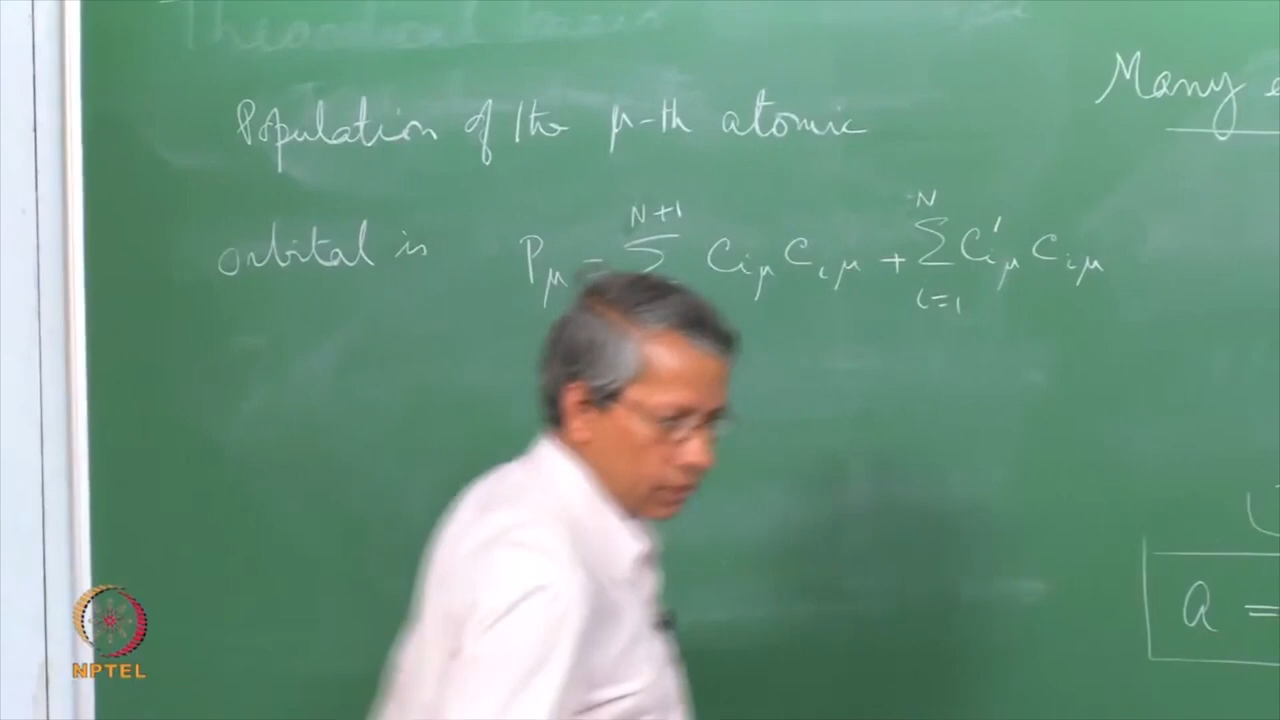 Theoretical
Many
Population of the μ-th atomic
orbital is P_μ = ∑^{N+1} C_{iμ} C_{iμ} + ∑_{i=1}^{N} C'_{iμ} C_{iμ}
a =
NPTEL